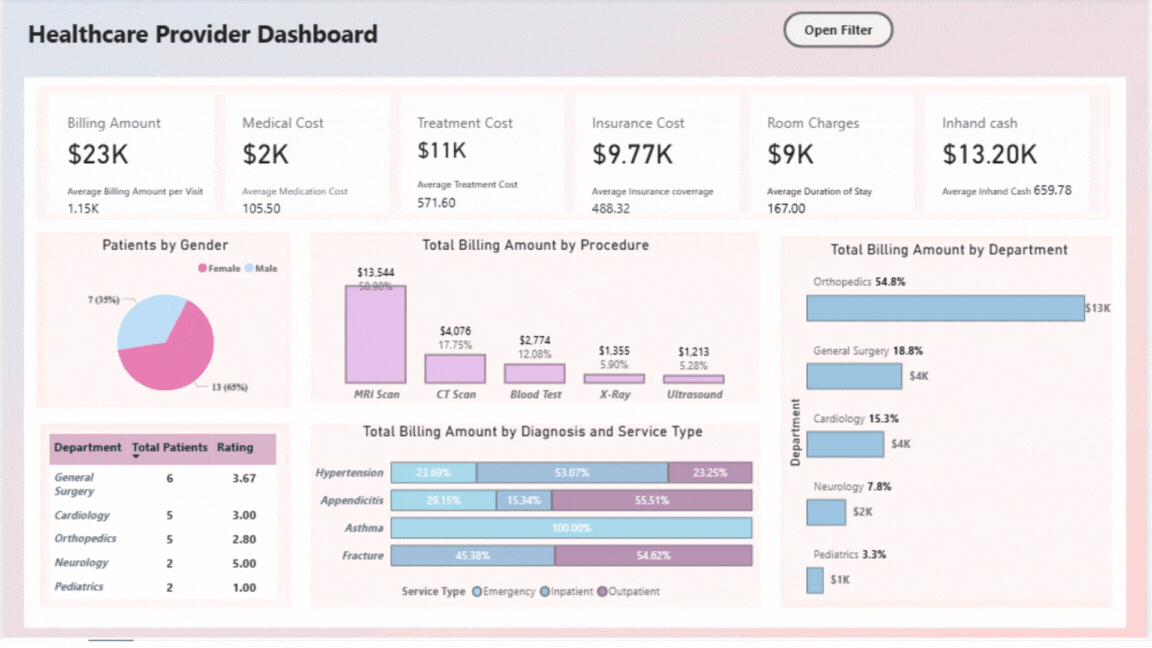 Healthcare Provider Dashboard
Open Filter
Billing Amount
$23K
Average Billing Amount per Visit
1.15K
Medical Cost
$2K
Average Medication Cost
105.50
Treatment Cost
$11K
Average Treatment Cost
571.60
Insurance Cost
$9.77K
Average Insurance coverrage
488.32
Room Charges
$9K
Average Duration of Stay
167.00
Inhand cash
$13.20K
Average Inhand Cash 659.78
Patients by Gender
Female Male
7 (35%)
13 (65%)
Total Billing Amount by Procedure
$13,544
58.98%
$4,076
17.75%
$2,774
12.08%
$1,355
5.90%
$1,213
5.28%
MRI Scan CT Scan Blood Test X-Ray Ultrasound
Total Billing Amount by Department
Department
Orthopedics 54.8%
$13K
General Surgery 18.8%
$4K
Cardiology 15.3%
$4K
Neurology 7.8%
$2K
Pediatrics 3.3%
$1K
Department Total Patients Rating
General
Surgery 6 3.67
Cardiology 5 3.00
Orthopedics 5 2.80
Neurology 2 5.00
Pediatrics 2 1.00
Total Billing Amount by Diagnosis and Service Type
Hypertension 23.69% 53.07% 23.25%
Appendicitis 29.15% 15.34% 55.51%
Asthma 100.00%
Fracture 45.38% 54.62%
Service Type Emergency Inpatient Outpatient